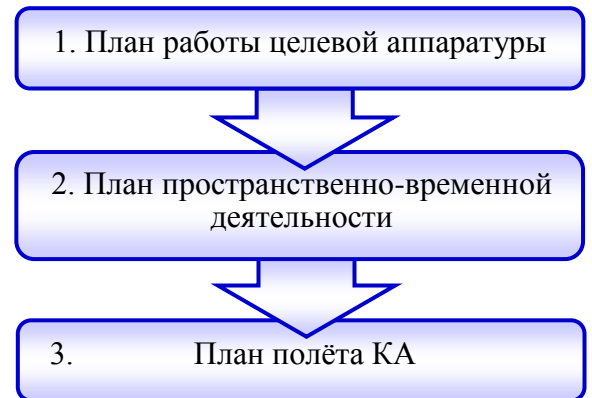 1. План работы целевой аппаратуры
2. План пространственно-временной
деятельности
3. План полёта КА